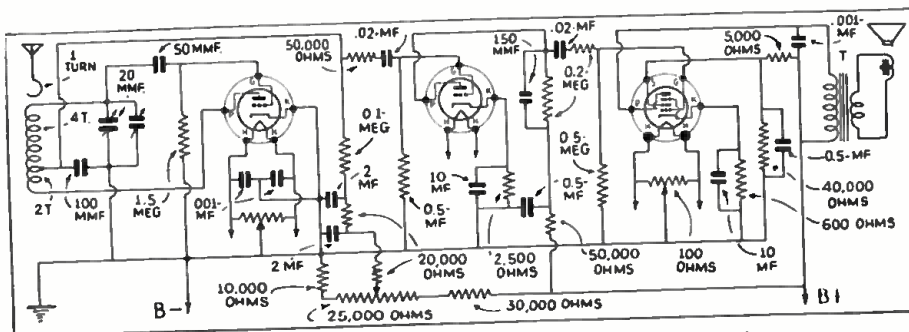 1
TURN
20
MMF.
4T.
2T
100
MMF
50 MMF.
1.5
MEG
P
G
K
H
H
.001-
MF
2 MF
10,000
OHMS
25,000 OHMS
50,000
OHMS
0.1-
MEG
2
MF
.02-MF
0.5-
MF
20,000
OHMS
P
G
K
H
H
10
MF
2,500
OHMS
150
MMF
.02-MF
0.2-
MEG
0.5-
MEG
0.5-
MF
50,000
OHMS
30,000 OHMS
P
G
K
H
H
100
OHMS
10
MF
600 OHMS
40,000
OHMS
0.5-MF
5,000
OHMS
.001-
MF
T
B-
B+